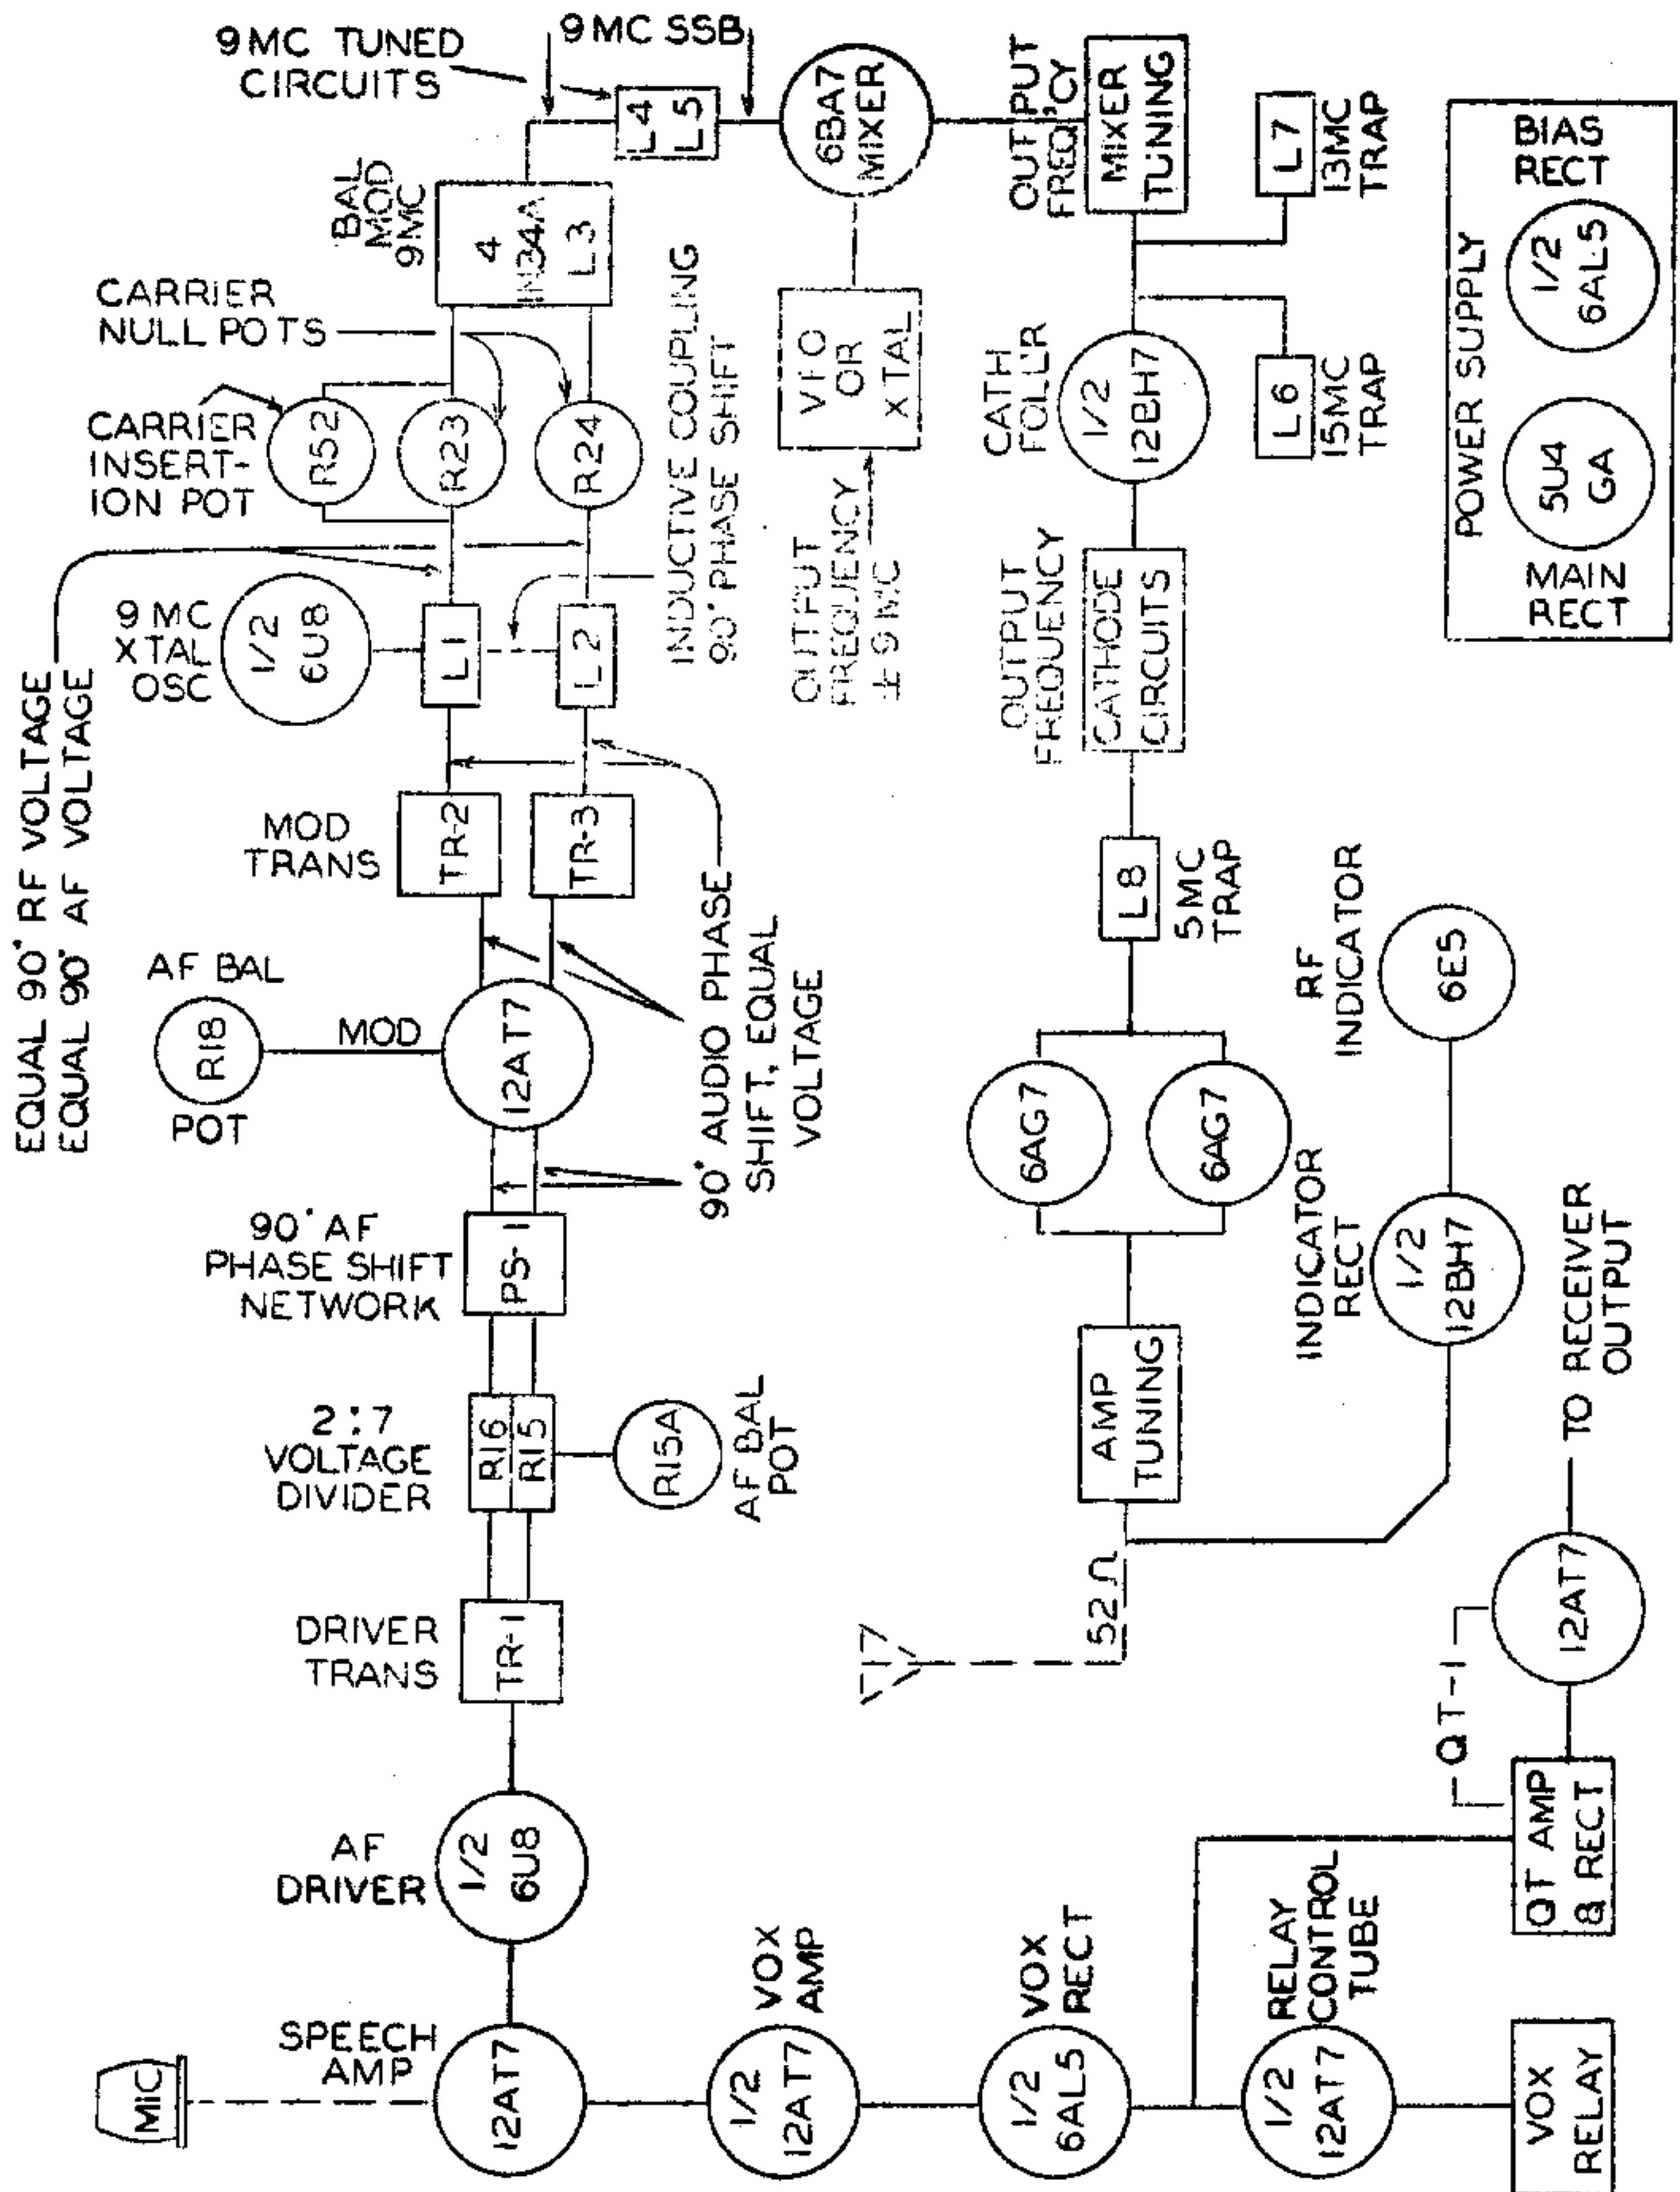 MIC
SPEECH
AMP
12AT7
AF
DRIVER
1/2
6U8
DRIVER
TRANS
TR-1
2:7
VOLTAGE
DIVIDER
R16
R15
R15A
AF BAL
POT
90° AF
PHASE SHIFT
NETWORK
PS-1
AF BAL
R18
POT
MOD
12AT7
90° AUDIO PHASE
SHIFT, EQUAL
VOLTAGE
MOD
TRANS
TR-2
TR-3
EQUAL 90° RF VOLTAGE
EQUAL 90° AF VOLTAGE
9 MC
XTAL
OSC
1/2
6U8
L1
L2
INDUCTIVE COUPLING
90° PHASE SHIFT
CARRIER
INSERT-
ION POT
R52
R23
R24
CARRIER
NULL POTS
BAL
MOD
9MC
4
IN34A
L3
9 MC TUNED
CIRCUITS
9 MC SSB
L4
L5
6BA7
MIXER
VFO
OR
XTAL
OUTPUT
FREQUENCY
± 9 MC
OUTPUT
FREQ'CY
MIXER
TUNING
L7
13MC
TRAP
L6
15MC
TRAP
CATH
FOLL'R
1/2
12BH7
OUTPUT
FREQUENCY
CATHODE
CIRCUITS
L8
5MC
TRAP
6AG7
6AG7
AMP
TUNING
52 Ω
INDICATOR
RECT
1/2
12BH7
RF
INDICATOR
6E5
VOX
AMP
1/2
12AT7
VOX
RECT
1/2
6AL5
RELAY
CONTROL
TUBE
1/2
12AT7
VOX
RELAY
QT AMP
& RECT
QT-1
12AT7
TO RECEIVER
OUTPUT
POWER SUPPLY
MAIN
RECT
5U4
GA
1/2
6AL5
BIAS
RECT